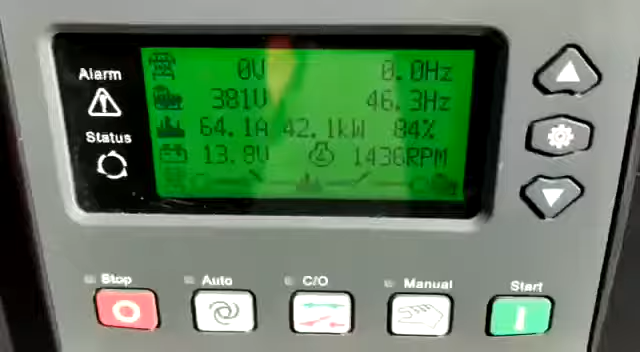 Alarm
0V 0.0Hz
381V 46.3Hz
Status
64.1A 42.1kW 84%
13.8V 1436RPM
Stop Auto C/O Manual Start